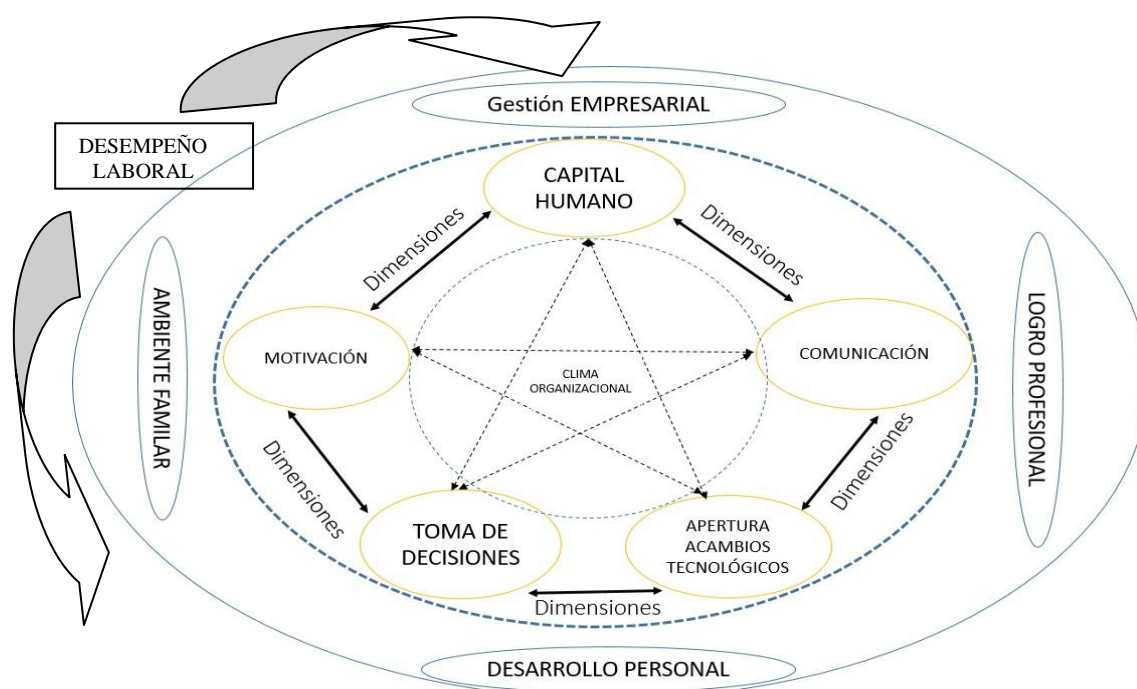 Gestión EMPRESARIAL
DESEMPEÑO
LABORAL
CAPITAL
HUMANO
Dimensiones
Dimensiones
AMBIENTE FAMILAR
MOTIVACIÓN
CLIMA
ORGANIZACIONAL
COMUNICACIÓN
LOGRO PROFESIONAL
Dimensiones
Dimensiones
TOMA DE
DECISIONES
APERTURA
ACAMBIOS
TECNOLÓGICOS
Dimensiones
DESARROLLO PERSONAL